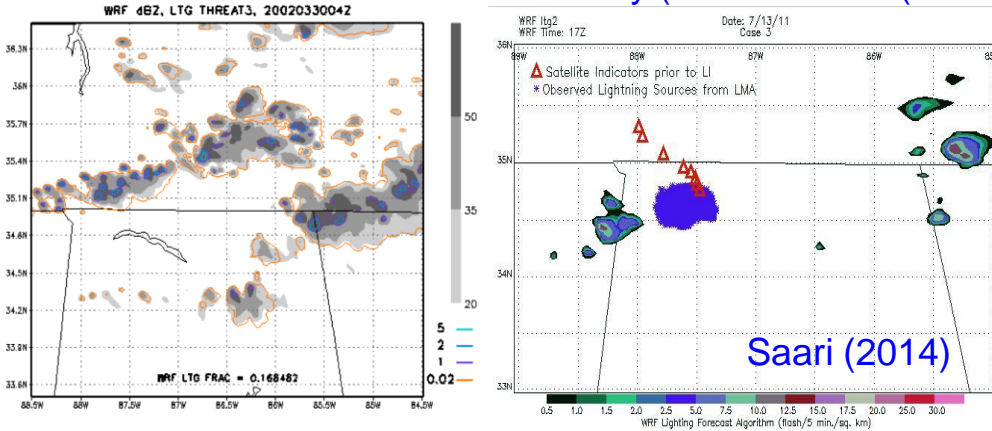 WRF dBZ, LTG THREAT3, 20020330042
36.3N
36N
35.7N
35.4N
35.1N
34.8N
34.5N
34.2N
33.9N
33.6N
88.5W 88W 87.5W 87W 86.5W 86W 85.5W 85W 84.5W
WRF LTG FRAC = 0.168482
50
35
20
5
2
1
0.02
WRF ltg2
WRF Time: 17Z
Date: 7/13/11
Case 3
36N
89W 88W 87W 86W
Satellite Indicators prior to LI
* Observed Lightning Sources from LMA
35N
34N
33N
Saari (2014)
0.5 1.0 1.5 2.0 2.5 5.0 7.5 10.0 12.5 15.0 17.5 20.0 25.0 30.0
WRF Lighting Forecast Algorithm (flash/5 min./sq. km)